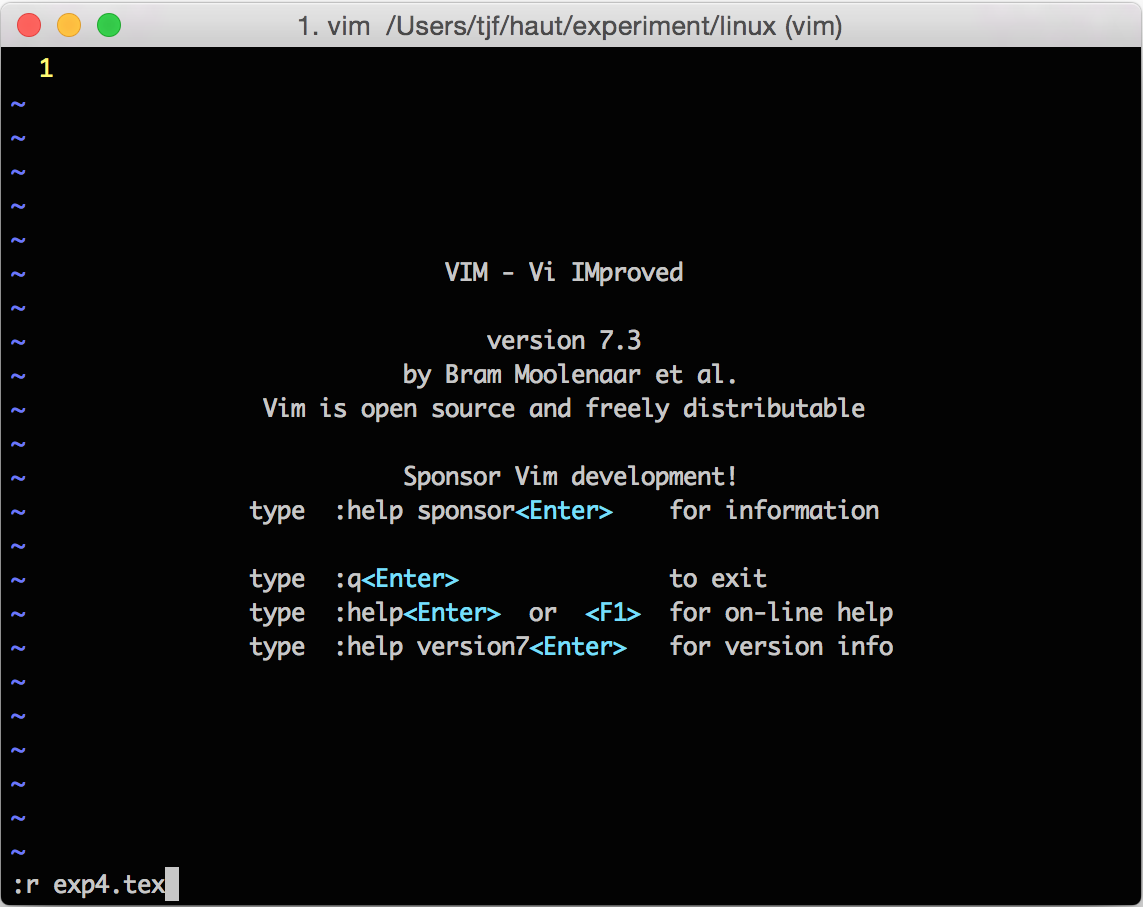 1. vim /Users/tjf/haut/experiment/linux (vim)
1
~
~
~
~
~
~ VIM - Vi IMproved
~
~ version 7.3
~ by Bram Moolenaar et al.
~ Vim is open source and freely distributable
~
~ Sponsor Vim development!
~ type :help sponsor<Enter> for information
~
~ type :q<Enter> to exit
~ type :help<Enter> or <F1> for on-line help
~ type :help version7<Enter> for version info
~
~
~
~
~
~
:r exp4.tex